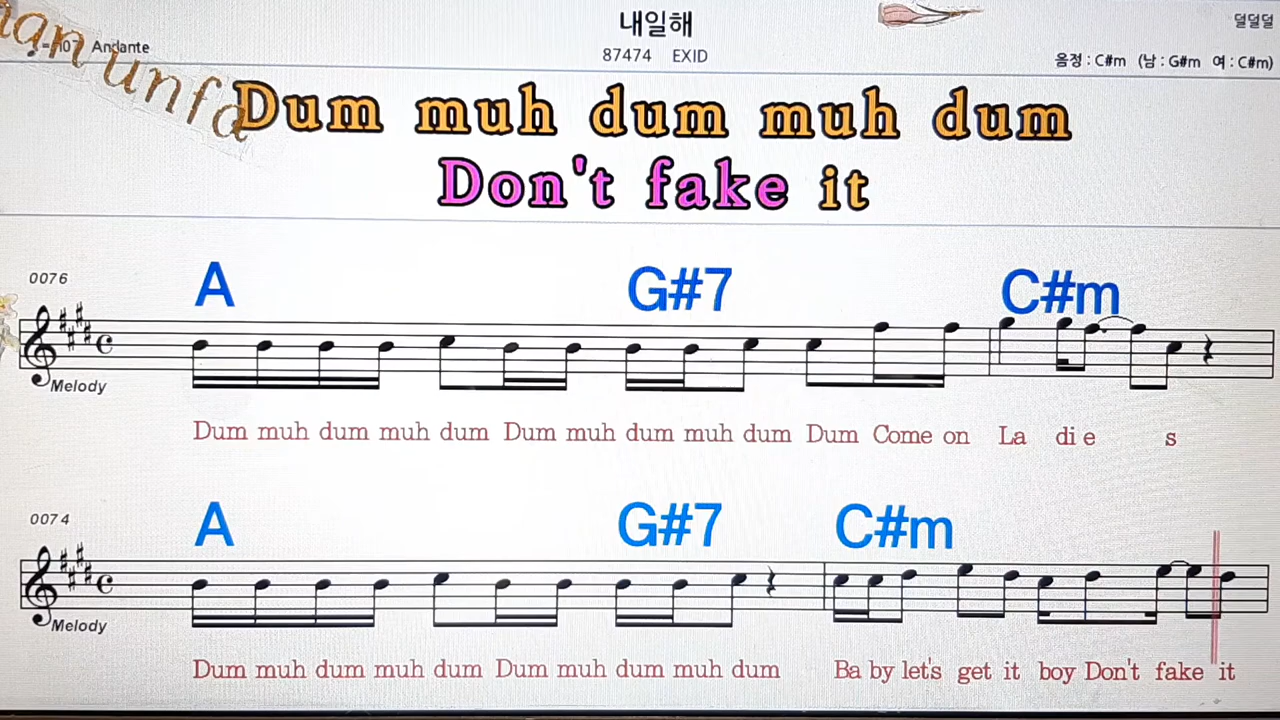 내일해
덜덜덜
♩=107 Andante
87474 EXID
음정 : C#m (남 : G#m 여 : C#m)
Dum muh dum muh dum
Don't fake it
0076
A G#7 C#m
Melody
Dum muh dum muh dum Dum muh dum muh dum Dum Come on La di e s
0074
A G#7 C#m
Melody
Dum muh dum muh dum Dum muh dum muh dum Ba by let's get it boy Don't fake it